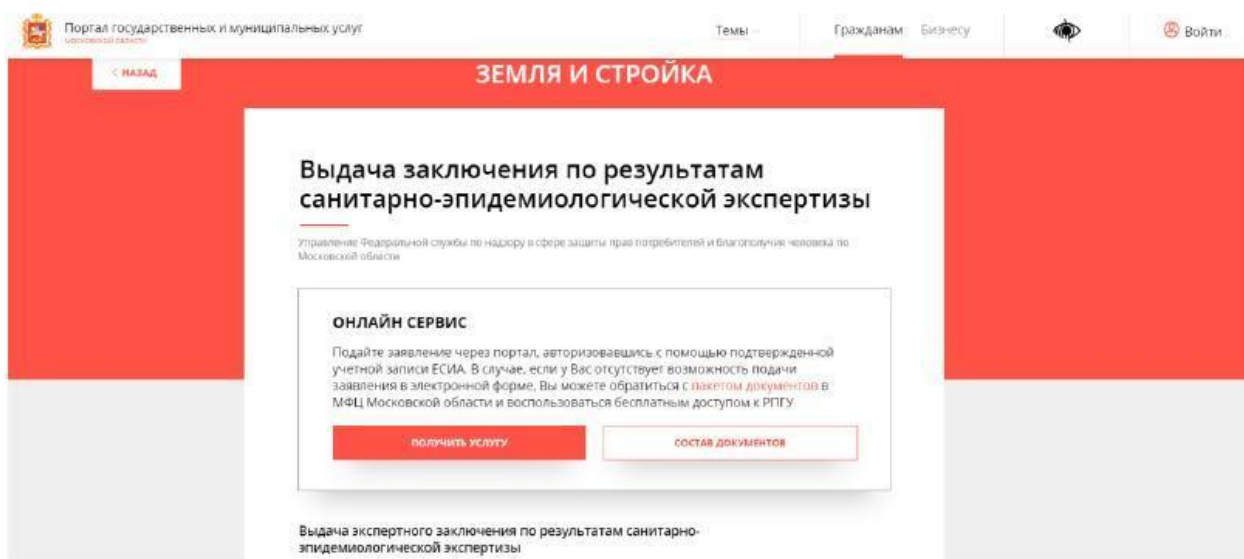 Портал государственных и муниципальных услуг
Московской области
Темы
Гражданам
Бизнесу
Войти
< НАЗАД
ЗЕМЛЯ И СТРОЙКА
Выдача заключения по результатам
санитарно-эпидемиологической экспертизы
Управление Федеральной службы по надзору в сфере защиты прав потребителей и благополучия человека по
Московской области
ОНЛАЙН СЕРВИС
Подайте заявление через портал, авторизовавшись с помощью подтвержденной
учетной записи ЕСИА. В случае, если у Вас отсутствует возможность подачи
заявления в электронной форме, Вы можете обратиться с пакетом документов в
МФЦ Московской области и воспользоваться бесплатным доступом к РПГУ
ПОЛУЧИТЬ УСЛУГУ
СОСТАВ ДОКУМЕНТОВ
Выдача экспертного заключения по результатам санитарно-
эпидемиологической экспертизы